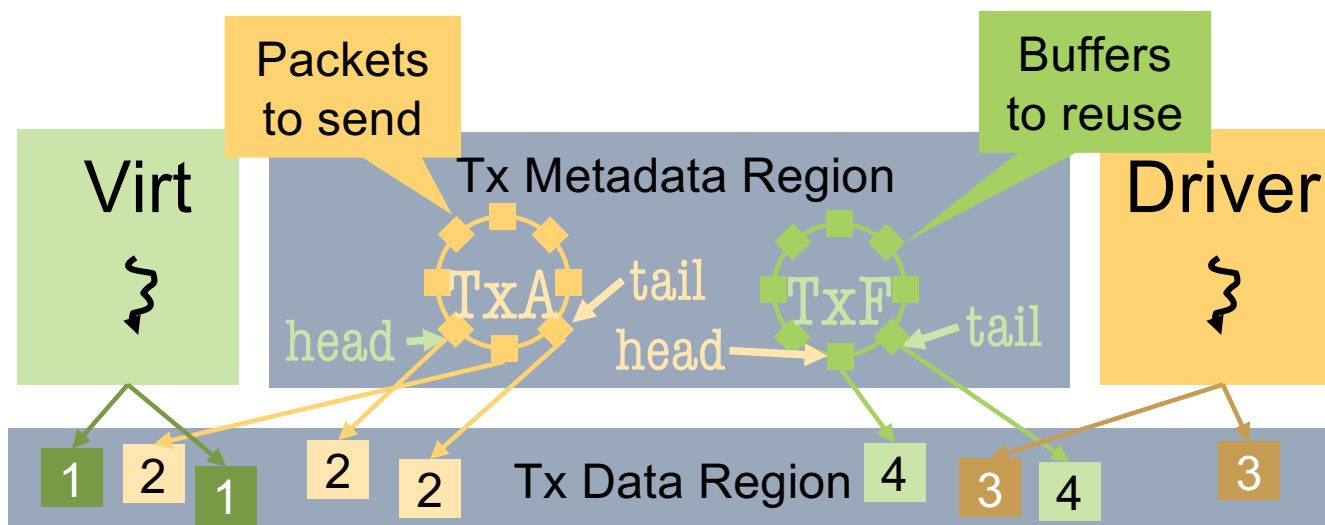 Packets
to send
Buffers
to reuse
Virt
Tx Metadata Region
Driver
TxA
tail
head
TxF
tail
head
1
2
1
2
2
Tx Data Region
4
3
4
3